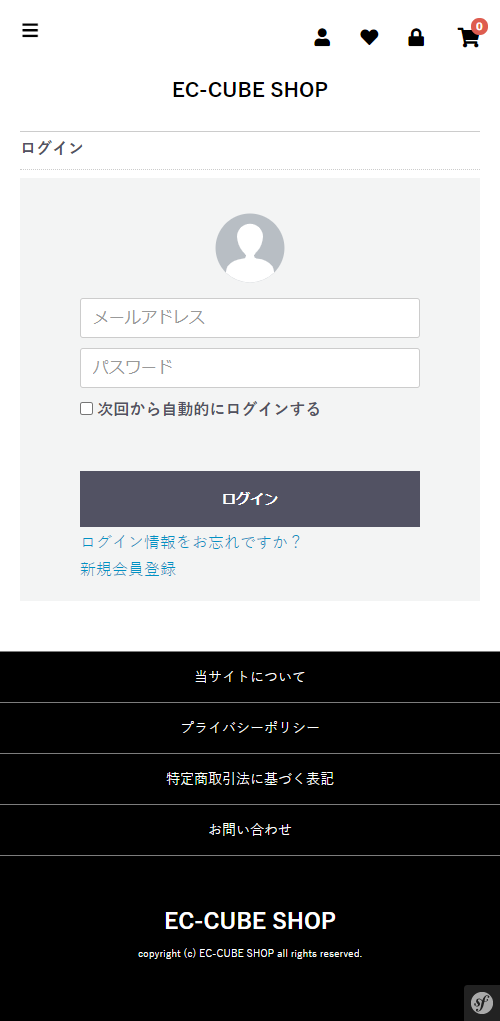 0
EC-CUBE SHOP
ログイン
メールアドレス
パスワード
次回から自動的にログインする
ログイン
ログイン情報をお忘れですか？
新規会員登録
当サイトについて
プライバシーポリシー
特定商取引法に基づく表記
お問い合わせ
EC-CUBE SHOP
copyright (c) EC-CUBE SHOP all rights reserved.
sf